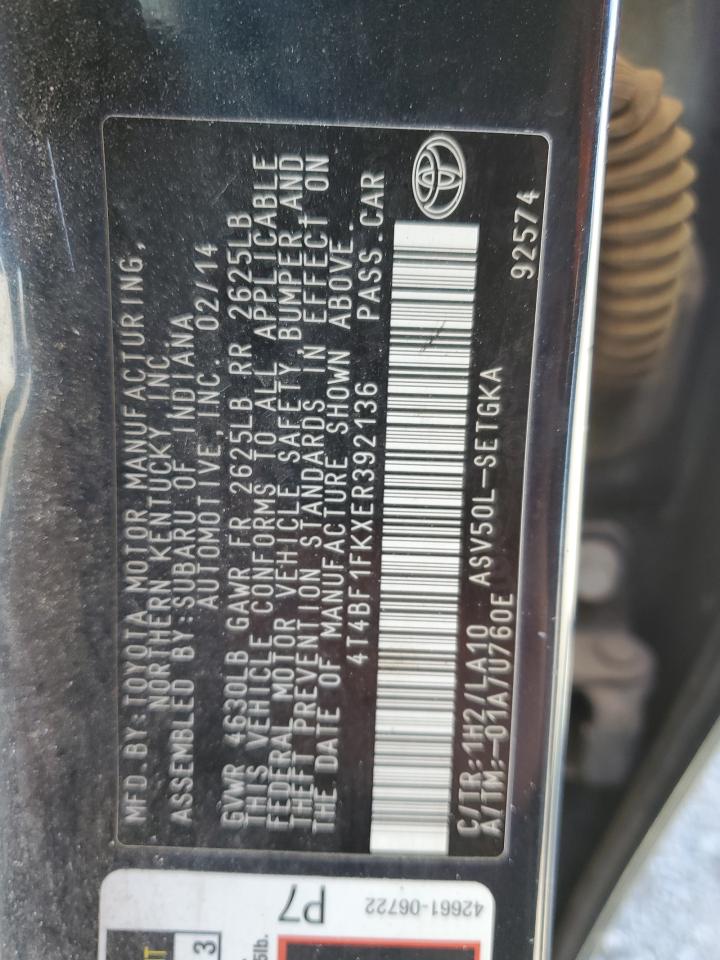 MFD.BY:TOYOTA MOTOR MANUFACTURING,
NORTHERN KENTUCKY, INC.
ASSEMBLED BY:SUBARU OF INDIANA
AUTOMOTIVE, INC. 02/14
GVWR 4630LB GAWR FR 2625LB RR 2625LB
THIS VEHICLE CONFORMS TO ALL APPLICABLE
FEDERAL MOTOR VEHICLE SAFETY, BUMPER AND
THEFT PREVENTION STANDARDS IN EFFECT ON
THE DATE OF MANUFACTURE SHOWN ABOVE.
4T4BF1FKXER392136 PASS.CAR
C/TR:1H2/LA10 ASV50L-SETGKA
A/TM:-01A/U760E 92574
P7
42661-06722
3
5lb.